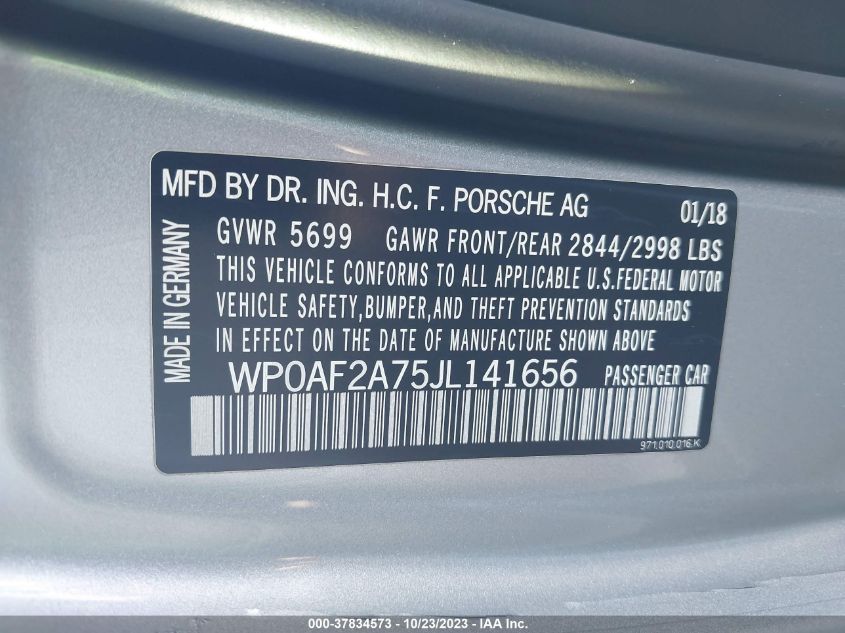 MFD BY DR. ING. H.C. F. PORSCHE AG 01/18
GVWR 5699 GAWR FRONT/REAR 2844/2998 LBS
THIS VEHICLE CONFORMS TO ALL APPLICABLE U.S.FEDERAL MOTOR
VEHICLE SAFETY,BUMPER,AND THEFT PREVENTION STANDARDS
IN EFFECT ON THE DATE OF MANUFACTURE SHOWN ABOVE
MADE IN GERMANY
WP0AF2A75JL141656 PASSENGER CAR
971.010.016.K
000-37834573 - 10/23/2023 - IAA Inc.